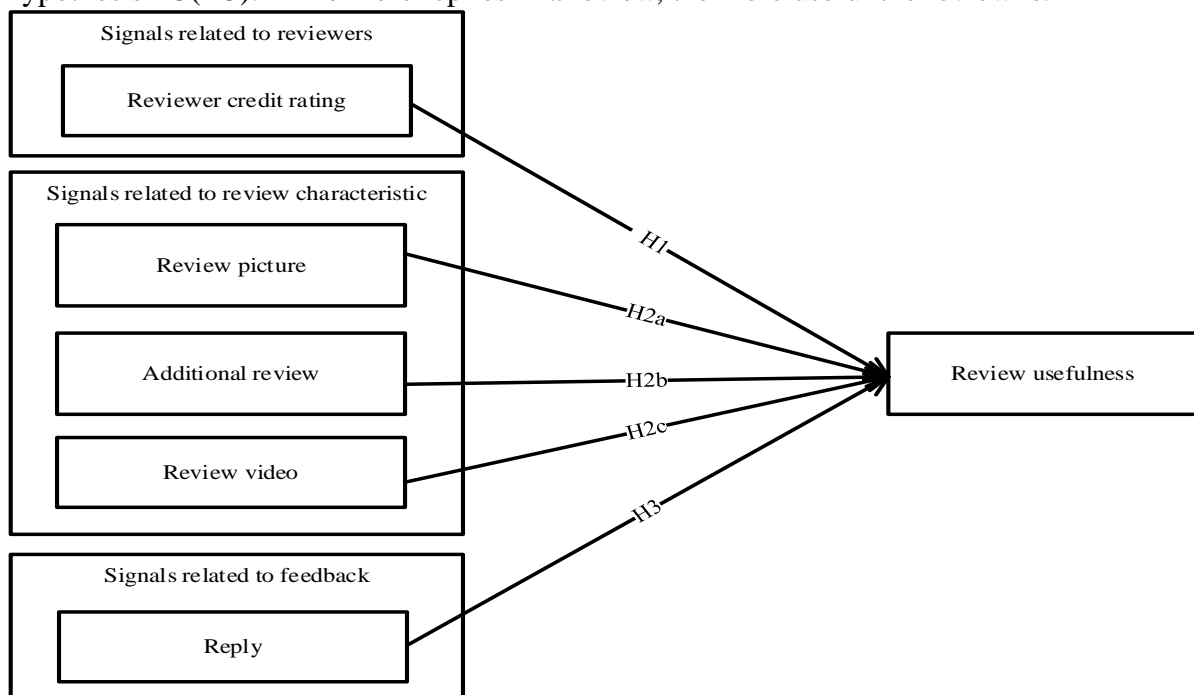 Signals related to reviewers
Reviewer credit rating
Signals related to review characteristic
Review picture
Additional review
Review video
Signals related to feedback
Reply
H1
H2a
H2b
H2c
H3
Review usefulness